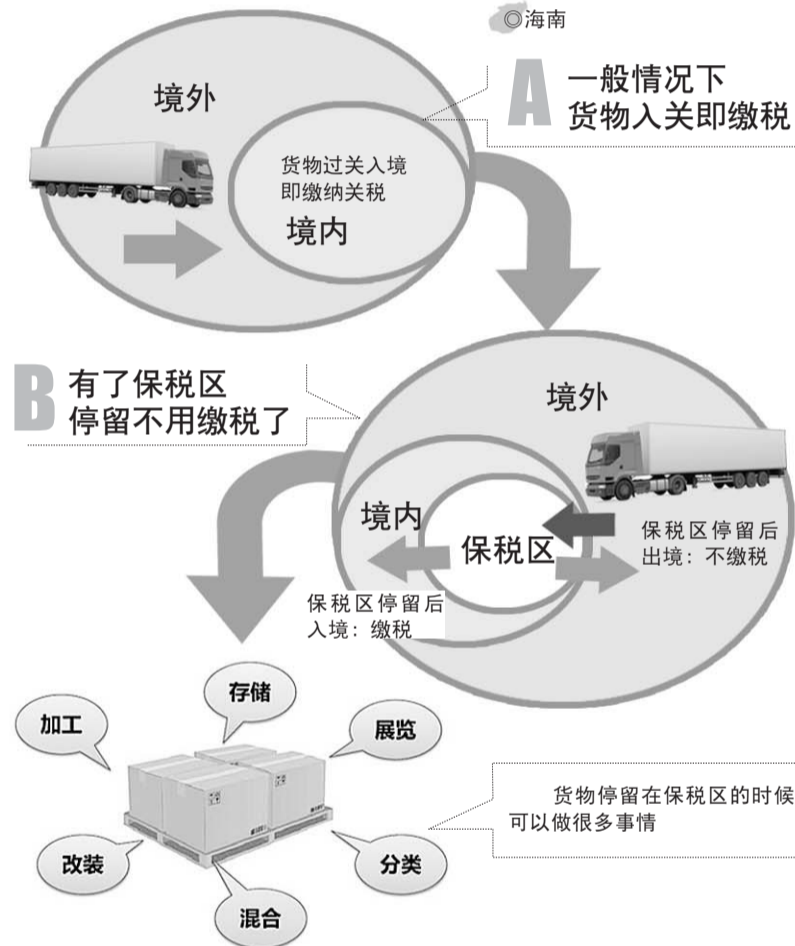 ◎海南
境外
A 一般情况下
货物入关即缴税
货物过关入境
即缴纳关税
境内
B 有了保税区
停留不用缴税了
境外
境内
保税区
保税区停留后
出境：不缴税
保税区停留后
入境：缴税
存储
加工
展览
货物停留在保税区的时候
可以做很多事情
改装
分类
混合